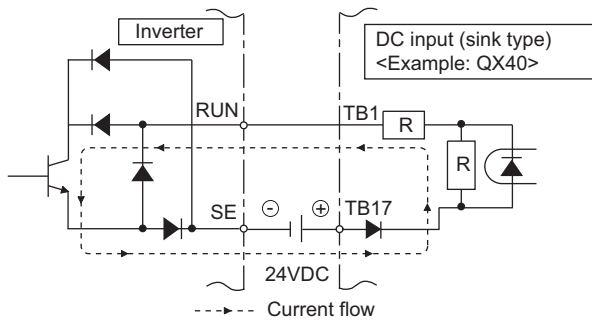 Inverter
DC input (sink type)
<Example: QX40>
RUN
TB1
R
R
SE
⊖
⊕
TB17
24VDC
Current flow